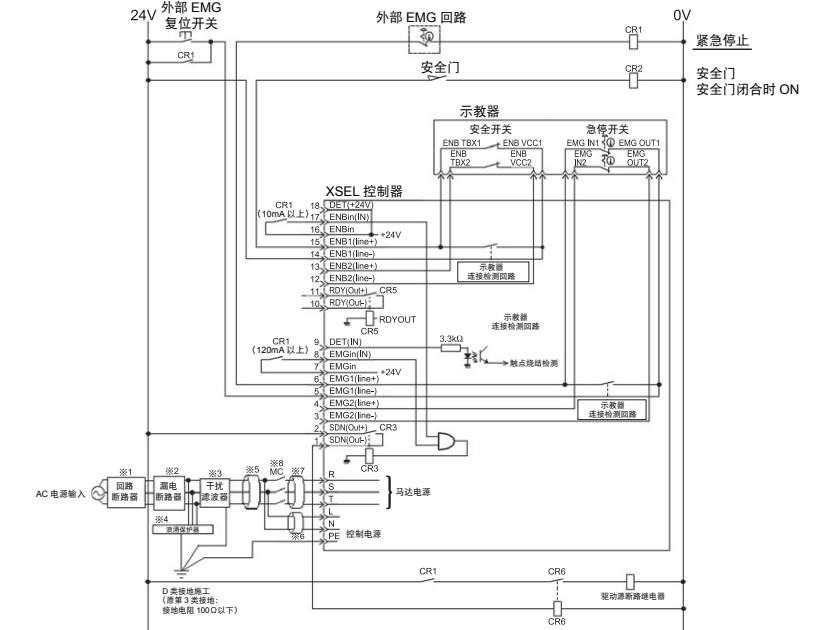 24V
外部 EMG
复位开关
外部 EMG 回路
0V
CR1
紧急停止
CR1
安全门
CR2
安全门
安全门闭合时 ON
示教器
安全开关
急停开关
ENB TBX1
ENB VCC1
EMG IN1
EMG OUT1
ENB
TBX2
ENB
VCC2
EMG
IN2
EMG
OUT2
XSEL 控制器
CR1
(10mA 以上)
18 DET(+24V)
17 ENBin(IN)
16 ENBin
+24V
15 ENB1(line+)
14 ENB1(line-)
13 ENB2(line+)
12 ENB2(line-)
11 RDY(Out+) CR5
10 RDY(Out-)
示教器
连接检测回路
RDYOUT
CR5
示教器
连接检测回路
CR1
(120mA 以上)
9 DET(IN)
3.3kΩ
8 EMGin(IN)
触点烧结检测
7 EMGin
+24V
6 EMG1(line+)
5 EMG1(line-)
4 EMG2(line+)
3 EMG2(line-)
示教器
连接检测回路
2 SDN(Out+) CR3
1 SDN(Out-)
CR3
※1
※2
※3
※5
※8
MC
※7
AC 电源输入
回路
断路器
漏电
断路器
干扰
滤波器
R
S
T
马达电源
※4
浪涌保护器
L
N
PE
控制电源
※6
D 类接地施工
(原第 3 类接地:
接地电阻 100Ω以下)
CR1
CR6
驱动源断路继电器
CR6